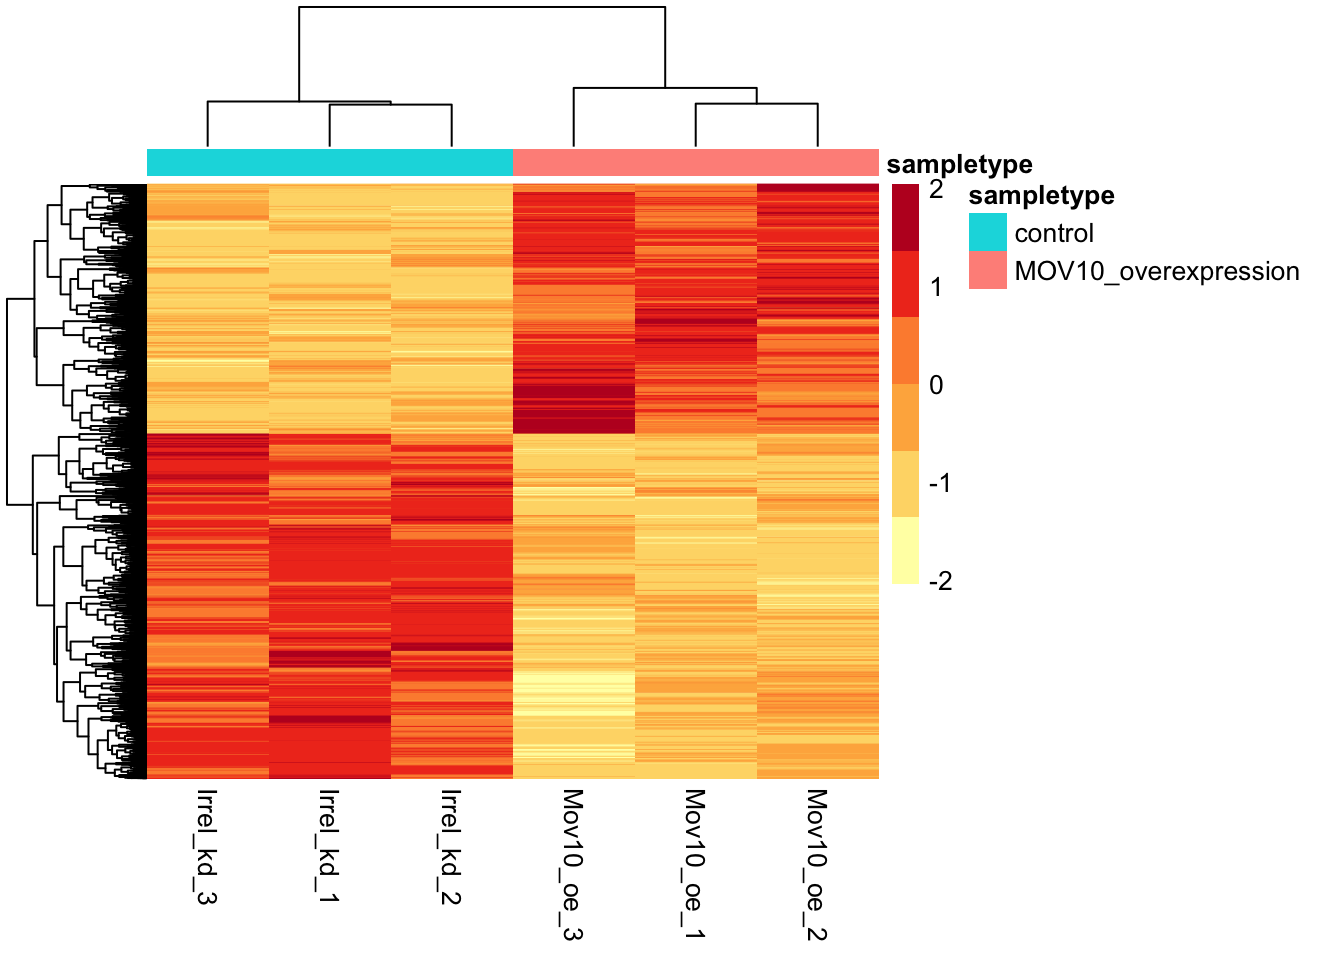 sampletype
2
1
0
-1
-2
sampletype
control
MOV10_overexpression
Irrel_kd_3
Irrel_kd_1
Irrel_kd_2
Mov10_oe_3
Mov10_oe_1
Mov10_oe_2